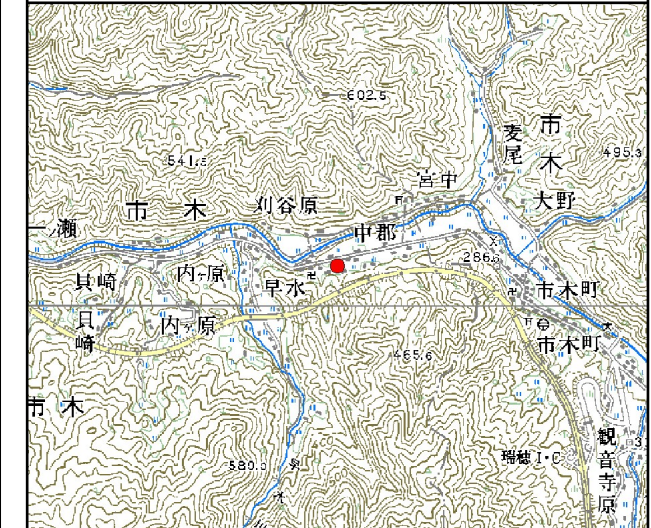 602.5
市木
麦尾
495.3
541.5
宮中
大野
市木
刈谷原
一瀬
中郡
286.6
貝崎
内ヶ原
早水
市木町
貝崎
内ヶ原
市木町
465.6
市木
観音寺原
瑞穂I・C